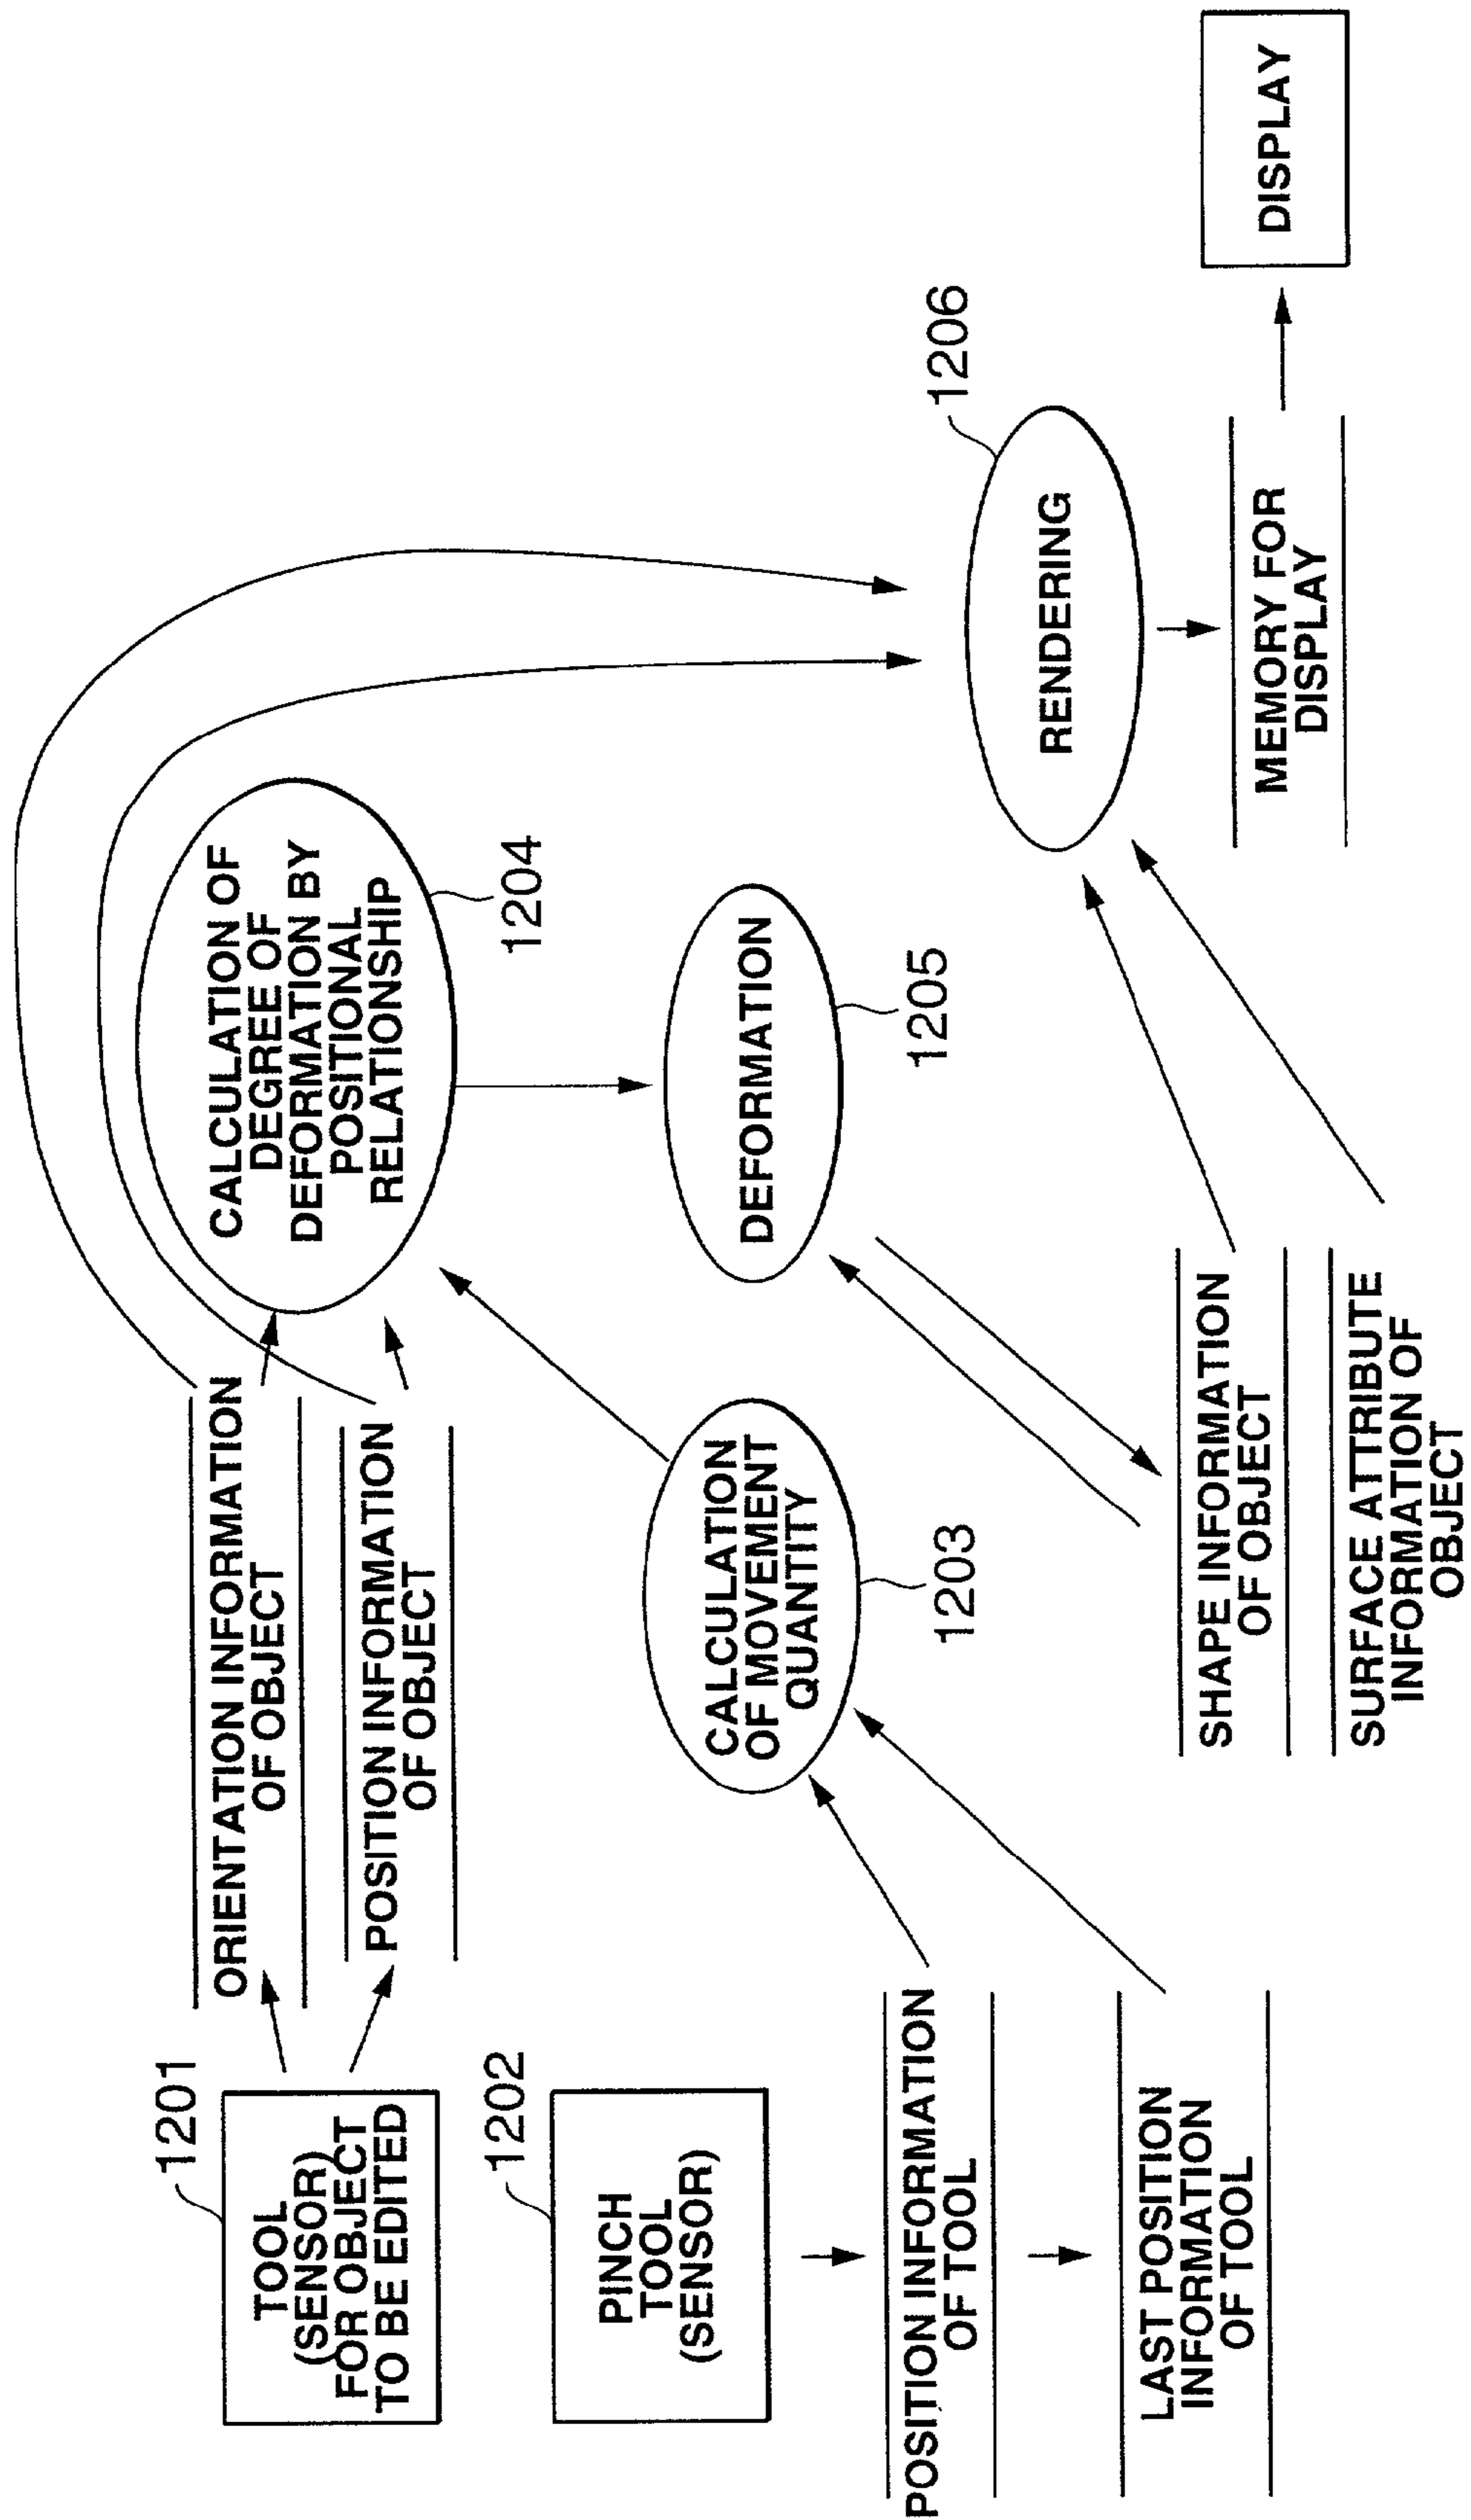 1201
TOOL
(SENSOR)
FOR OBJECT
TO BE EDITED
ORIENTATION INFORMATION
OF OBJECT
POSITION INFORMATION
OF OBJECT
CALCULATION OF
DEGREE OF
DEFORMATION BY
POSITIONAL
RELATIONSHIP
1204
1202
PINCH
TOOL
(SENSOR)
CALCULATION
OF MOVEMENT
QUANTITY
1203
DEFORMATION
1205
POSITION INFORMATION
OF TOOL
LAST POSITION
INFORMATION
OF TOOL
SHAPE INFORMATION
OF OBJECT
SURFACE ATTRIBUTE
INFORMATION OF
OBJECT
1206
RENDERING
MEMORY FOR
DISPLAY
DISPLAY